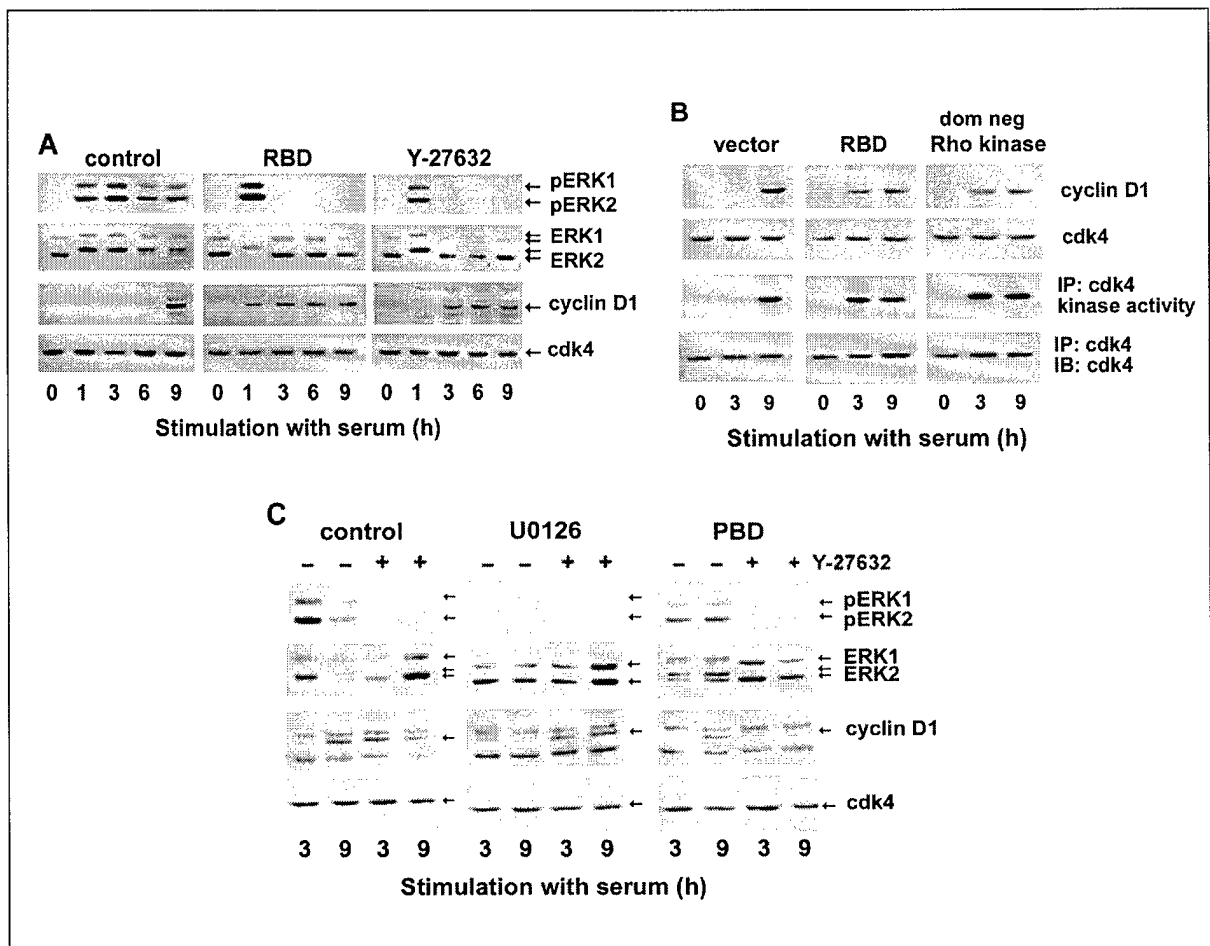 A
control RBD Y-27632
← pERK1
← pERK2
← ERK1
← ERK2
← cyclin D1
← cdk4
0 1 3 6 9 0 1 3 6 9 0 1 3 6 9
Stimulation with serum (h)
B
vector RBD dom neg
Rho kinase
cyclin D1
cdk4
IP: cdk4
kinase activity
IP: cdk4
IB: cdk4
0 3 9 0 3 9 0 3 9
Stimulation with serum (h)
C
control U0126 PBD
– – + + – – + + – – + + Y-27632
← pERK1
← pERK2
← ERK1
← ERK2
← cyclin D1
← cdk4
3 9 3 9 3 9 3 9 3 9 3 9
Stimulation with serum (h)